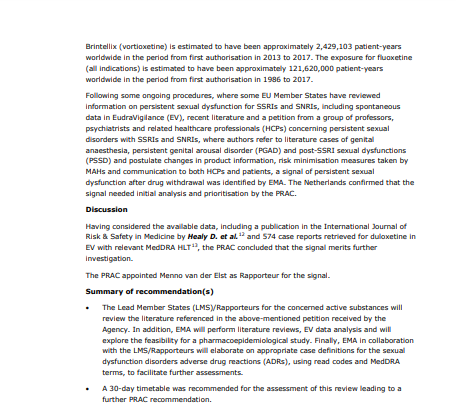 Brintellix (vortioxetine) is estimated to have been approximately 2,429,103 patient-years
worldwide in the period from first authorisation in 2013 to 2017. The exposure for fluoxetine
(all indications) is estimated to have been approximately 121,620,000 patient-years
worldwide in the period from first authorisation in 1986 to 2017.
Following some ongoing procedures, where some EU Member States have reviewed
information on persistent sexual dysfunction for SSRIs and SNRIs, including spontaneous
data in EudraVigilance (EV), recent literature and a petition from a group of professors,
psychiatrists and related healthcare professionals (HCPs) concerning persistent sexual
disorders with SSRIs and SNRIs, where authors refer to literature cases of genital
anaesthesia, persistent genital arousal disorder (PGAD) and post-SSRI sexual dysfunctions
(PSSD) and postulate changes in product information, risk minimisation measures taken by
MAHs and communication to both HCPs and patients, a signal of persistent sexual
dysfunction after drug withdrawal was identified by EMA. The Netherlands confirmed that the
signal needed initial analysis and prioritisation by the PRAC.
Discussion
Having considered the available data, including a publication in the International Journal of
Risk & Safety in Medicine by Healy D. et al.12 and 574 case reports retrieved for duloxetine in
EV with relevant MedDRA HLT13, the PRAC concluded that the signal merits further
investigation.
The PRAC appointed Menno van der Elst as Rapporteur for the signal.
Summary of recommendation(s)
• The Lead Member States (LMS)/Rapporteurs for the concerned active substances will
review the literature referenced in the above-mentioned petition received by the
Agency. In addition, EMA will perform literature reviews, EV data analysis and will
explore the feasibility for a pharmacoepidemiological study. Finally, EMA in collaboration
with the LMS/Rapporteurs will elaborate on appropriate case definitions for the sexual
dysfunction disorders adverse drug reactions (ADRs), using read codes and MedDRA
terms, to facilitate further assessments.
• A 30-day timetable was recommended for the assessment of this review leading to a
further PRAC recommendation.